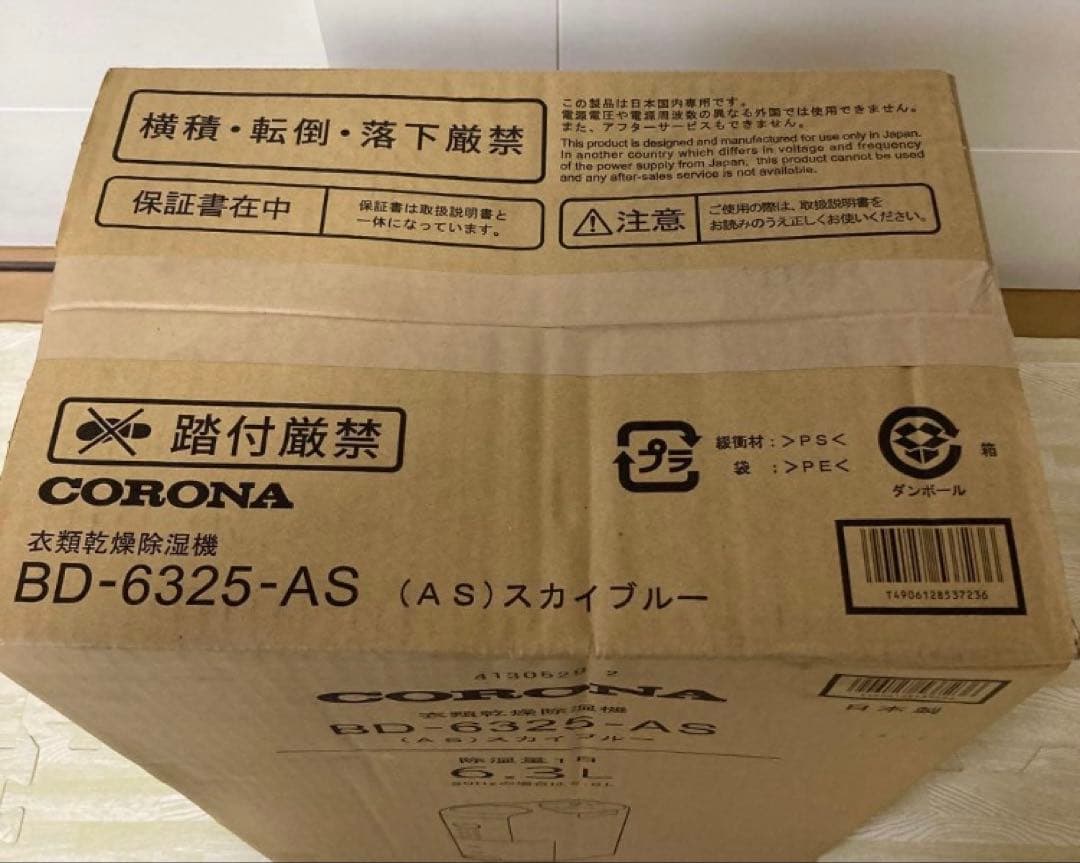 横積・転倒・落下厳禁
この製品は日本国内専用です。
電源電圧や電源周波数の異なる外国では使用できません。
また、アフターサービスもできません。
This product is designed and manufactured for use only in Japan.
In another country which differs in voltage and frequency
of the power supply from Japan, this product cannot be used
and any after-sales service is not available.
保証書在中
保証書は取扱説明書と
一体になっています。
注意
ご使用の際は、取扱説明書を
お読みのうえ正しくお使いください。
踏付厳禁
プラ
緩衝材:>PS<
袋 :>PE<
箱
ダンボール
CORONA
衣類乾燥除湿機
BD-6325-AS (AS)スカイブルー
T4906128537236
CORONA
日本製
衣類乾燥除湿機
BD-6325-AS
(AS)スカイブルー
除湿量1日
6.3L